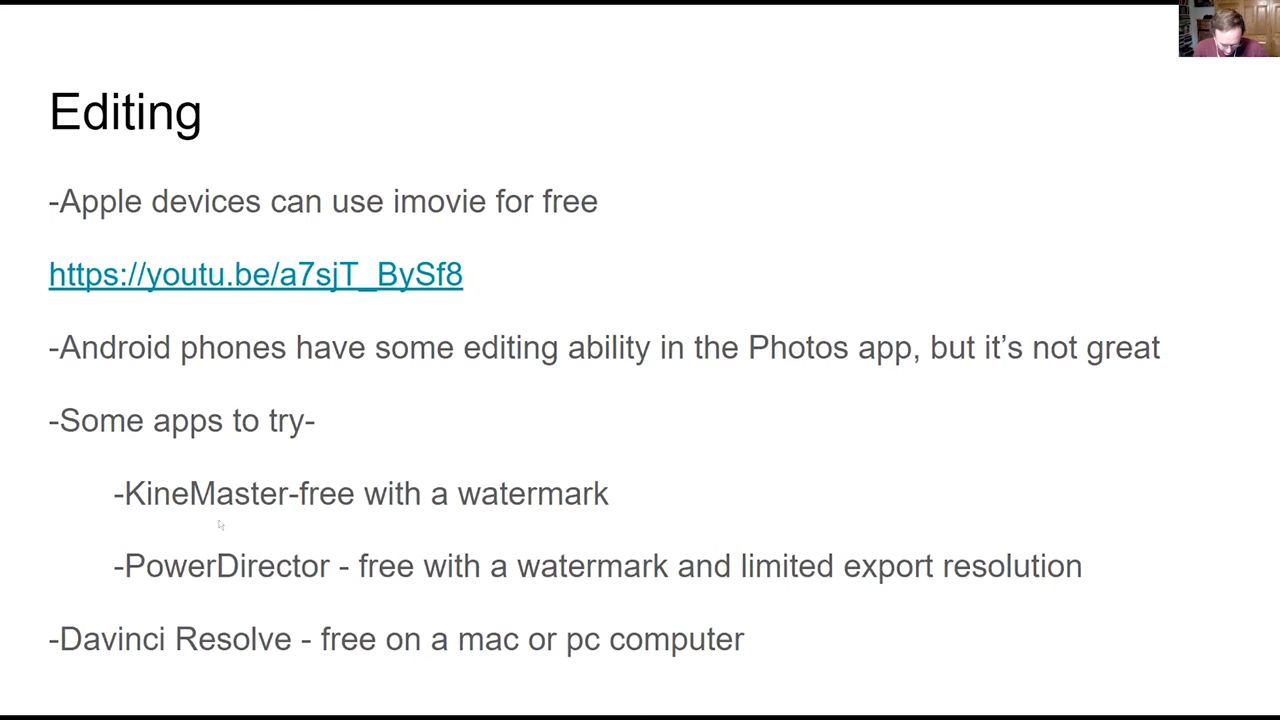 Editing
-Apple devices can use imovie for free
https://youtu.be/a7sjT_BySf8
-Android phones have some editing ability in the Photos app, but it’s not great
-Some apps to try-
-KineMaster-free with a watermark
-PowerDirector - free with a watermark and limited export resolution
-Davinci Resolve - free on a mac or pc computer